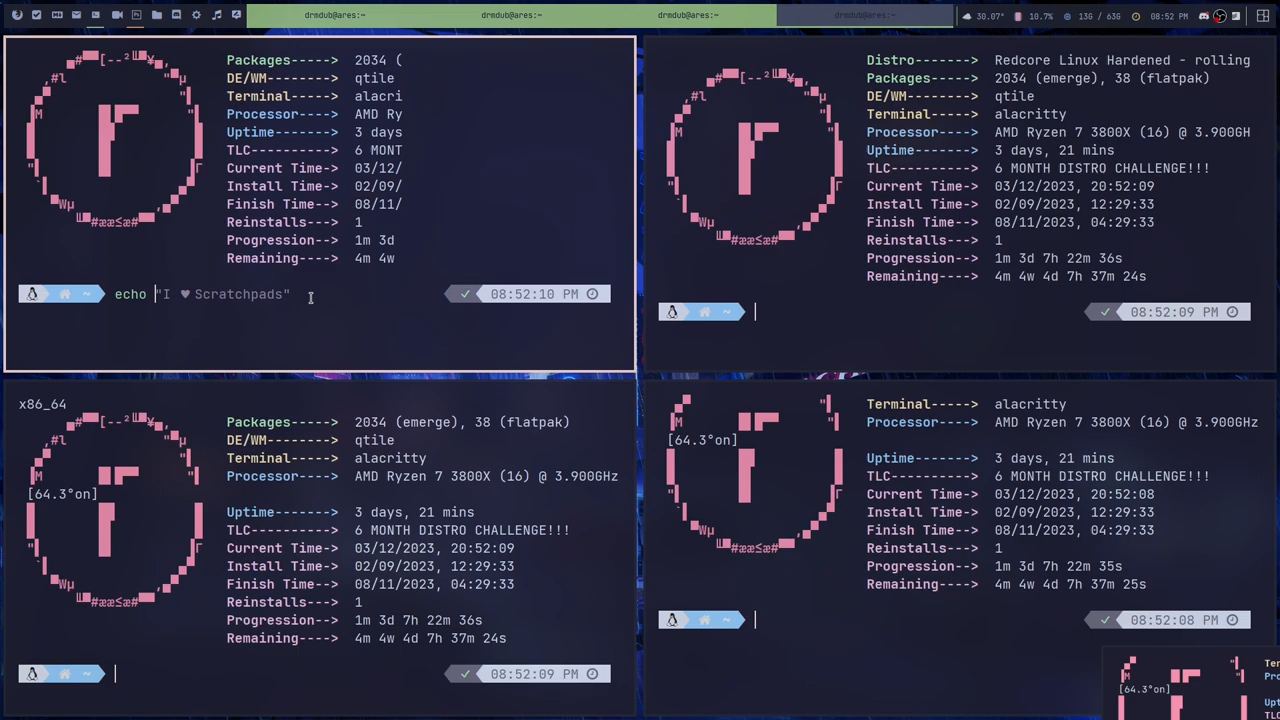 drmdub@ares:~ drmdub@ares:~ drmdub@ares:~ drmdub@ares:~ 30.07° 10.7% 13G / 63G 08:52 PM
Packages-----> 2034 (
DE/WM--------> qtile
Terminal-----> alacri
Processor----> AMD Ry
Uptime-------> 3 days
TLC----------> 6 MONT
Current Time-> 03/12/
Install Time-> 02/09/
Finish Time--> 08/11/
Reinstalls---> 1
Progression--> 1m 3d
Remaining----> 4m 4w
~ echo "I ♥ Scratchpads" ✓ 08:52:10 PM
Distro-------> Redcore Linux Hardened - rolling
Packages-----> 2034 (emerge), 38 (flatpak)
DE/WM--------> qtile
Terminal-----> alacritty
Processor----> AMD Ryzen 7 3800X (16) @ 3.900GH
Uptime-------> 3 days, 21 mins
TLC----------> 6 MONTH DISTRO CHALLENGE!!!
Current Time-> 03/12/2023, 20:52:09
Install Time-> 02/09/2023, 12:29:33
Finish Time--> 08/11/2023, 04:29:33
Reinstalls---> 1
Progression--> 1m 3d 7h 22m 36s
Remaining----> 4m 4w 4d 7h 37m 24s
~ ✓ 08:52:09 PM
x86_64
Packages-----> 2034 (emerge), 38 (flatpak)
DE/WM--------> qtile
Terminal-----> alacritty
Processor----> AMD Ryzen 7 3800X (16) @ 3.900GHz
[64.3°on]
Uptime-------> 3 days, 21 mins
TLC----------> 6 MONTH DISTRO CHALLENGE!!!
Current Time-> 03/12/2023, 20:52:09
Install Time-> 02/09/2023, 12:29:33
Finish Time--> 08/11/2023, 04:29:33
Reinstalls---> 1
Progression--> 1m 3d 7h 22m 36s
Remaining----> 4m 4w 4d 7h 37m 24s
~ ✓ 08:52:09 PM
Terminal-----> alacritty
Processor----> AMD Ryzen 7 3800X (16) @ 3.900GHz
[64.3°on]
Uptime-------> 3 days, 21 mins
TLC----------> 6 MONTH DISTRO CHALLENGE!!!
Current Time-> 03/12/2023, 20:52:08
Install Time-> 02/09/2023, 12:29:33
Finish Time--> 08/11/2023, 04:29:33
Reinstalls---> 1
Progression--> 1m 3d 7h 22m 35s
Remaining----> 4m 4w 4d 7h 37m 25s
~ ✓ 08:52:08 PM
Ter
Pro
[64.3°on]
Upt